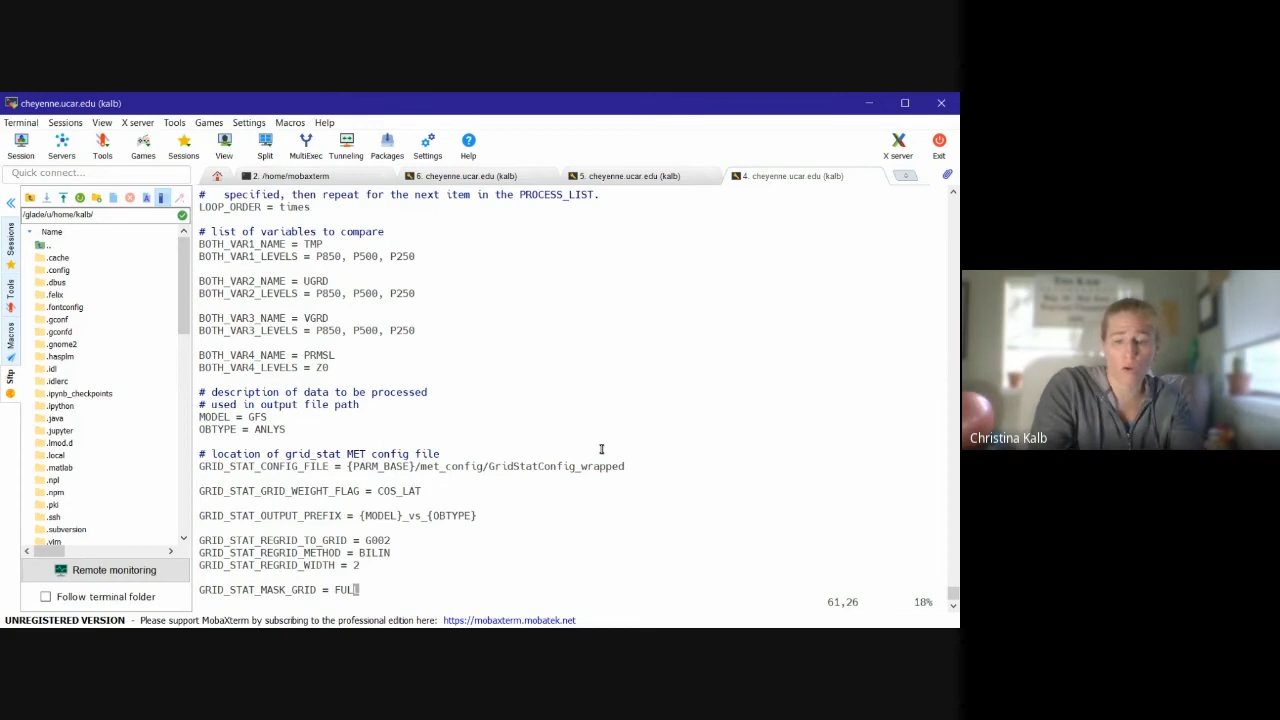 cheyenne.ucar.edu (kalb)
Terminal Sessions View X server Tools Games Settings Macros Help
Session Servers Tools Games Sessions View Split MultiExec Tunneling Packages Settings Help X server Exit
Quick connect...
2. /home/mobaxterm
6. cheyenne.ucar.edu (kalb)
5. cheyenne.ucar.edu (kalb)
4. cheyenne.ucar.edu (kalb)
Sessions
Tools
Macros
Sftp
/glade/u/home/kalb/
Name
..
.cache
.config
.dbus
.felix
.fontconfig
.gconf
.gconfd
.gnome2
.hasplm
.idl
.idlerc
.ipynb_checkpoints
.ipython
.java
.jupyter
.lmod.d
.local
.matlab
.npl
.npm
.pki
.ssh
.subversion
.vim
Remote monitoring
Follow terminal folder
# specified, then repeat for the next item in the PROCESS_LIST.
LOOP_ORDER = times
# list of variables to compare
BOTH_VAR1_NAME = TMP
BOTH_VAR1_LEVELS = P850, P500, P250
BOTH_VAR2_NAME = UGRD
BOTH_VAR2_LEVELS = P850, P500, P250
BOTH_VAR3_NAME = VGRD
BOTH_VAR3_LEVELS = P850, P500, P250
BOTH_VAR4_NAME = PRMSL
BOTH_VAR4_LEVELS = Z0
# description of data to be processed
# used in output file path
MODEL = GFS
OBTYPE = ANLYS
# location of grid_stat MET config file
GRID_STAT_CONFIG_FILE = {PARM_BASE}/met_config/GridStatConfig_wrapped
GRID_STAT_GRID_WEIGHT_FLAG = COS_LAT
GRID_STAT_OUTPUT_PREFIX = {MODEL}_vs_{OBTYPE}
GRID_STAT_REGRID_TO_GRID = G002
GRID_STAT_REGRID_METHOD = BILIN
GRID_STAT_REGRID_WIDTH = 2
GRID_STAT_MASK_GRID = FUL
61,26 18%
UNREGISTERED VERSION - Please support MobaXterm by subscribing to the professional edition here: https://mobaxterm.mobatek.net
Christina Kalb